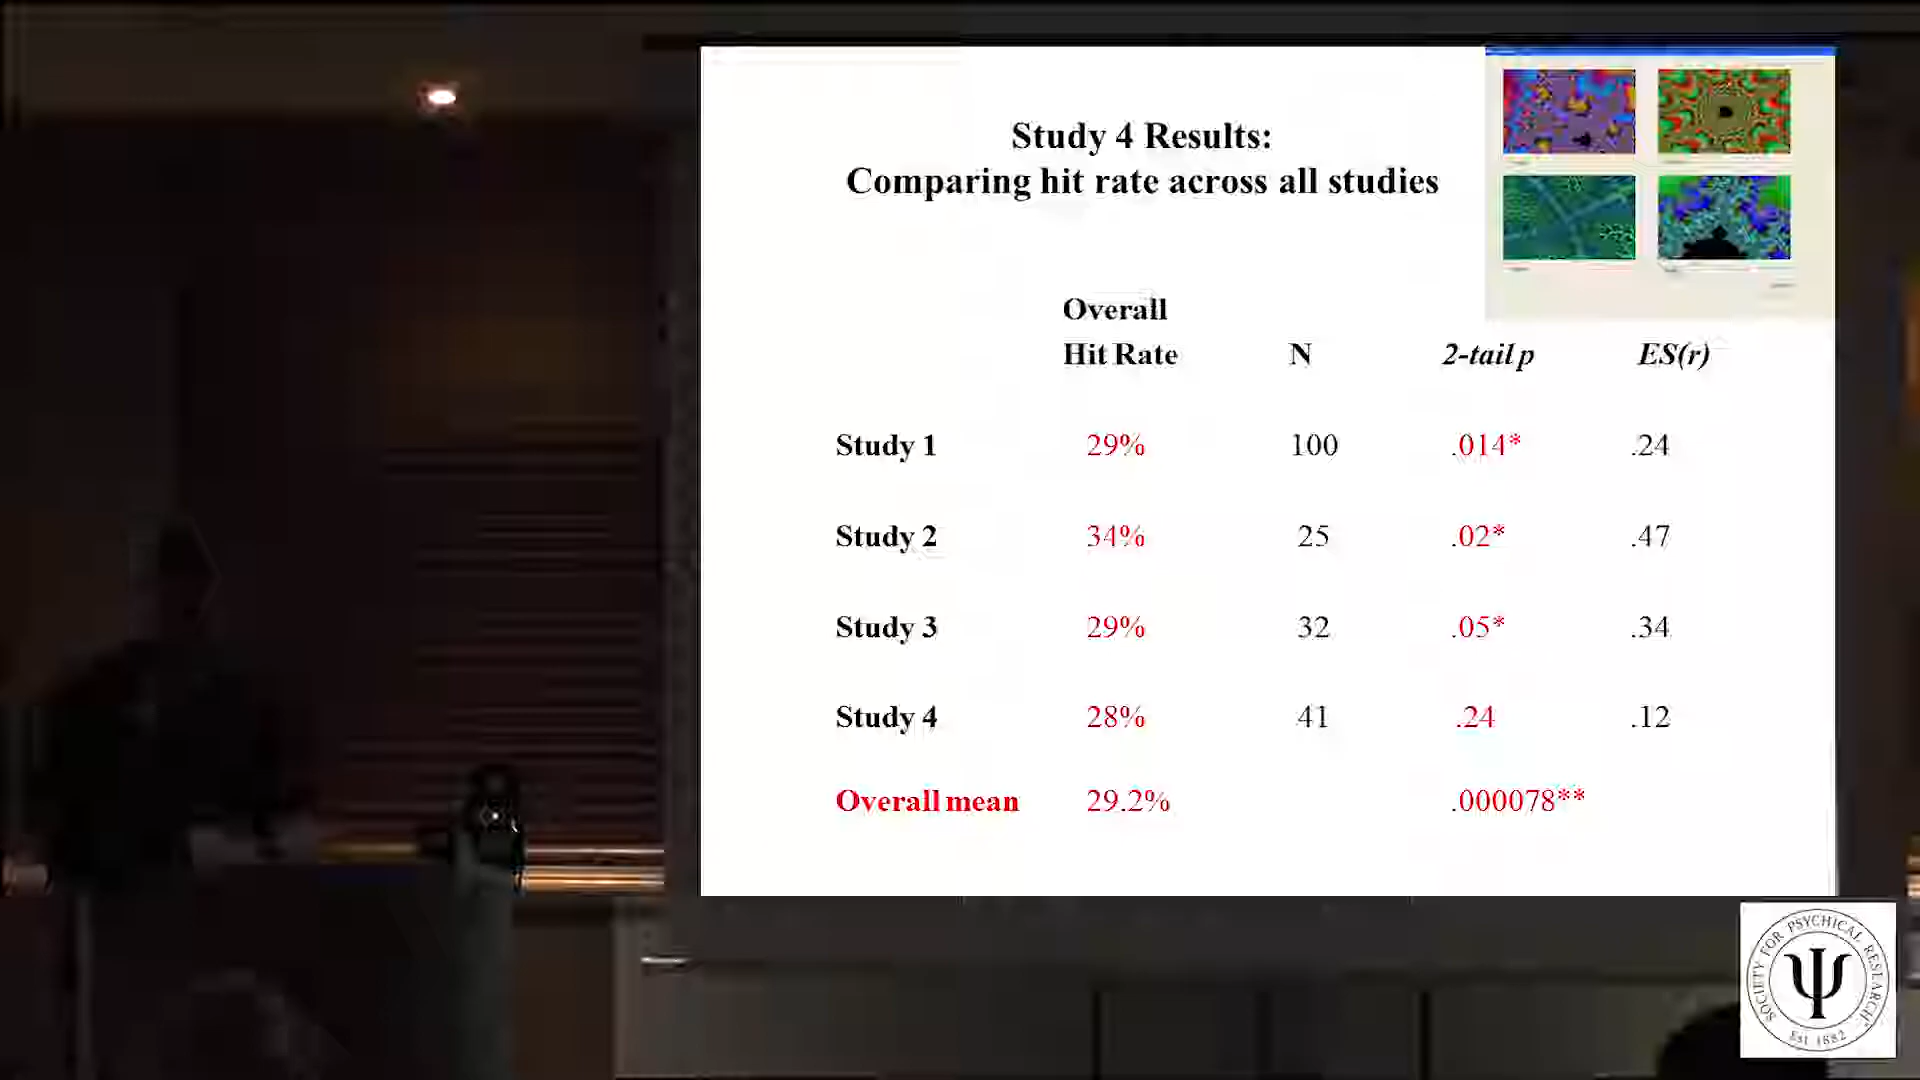 Study 4 Results:
Comparing hit rate across all studies
Overall
Hit Rate N 2-tail p ES(r)
Study 1 29% 100 .014* .24
Study 2 34% 25 .02* .47
Study 3 29% 32 .05* .34
Study 4 28% 41 .24 .12
Overall mean 29.2% .000078**
SOCIETY FOR PSYCHICAL RESEARCH
Ψ
Est 1882